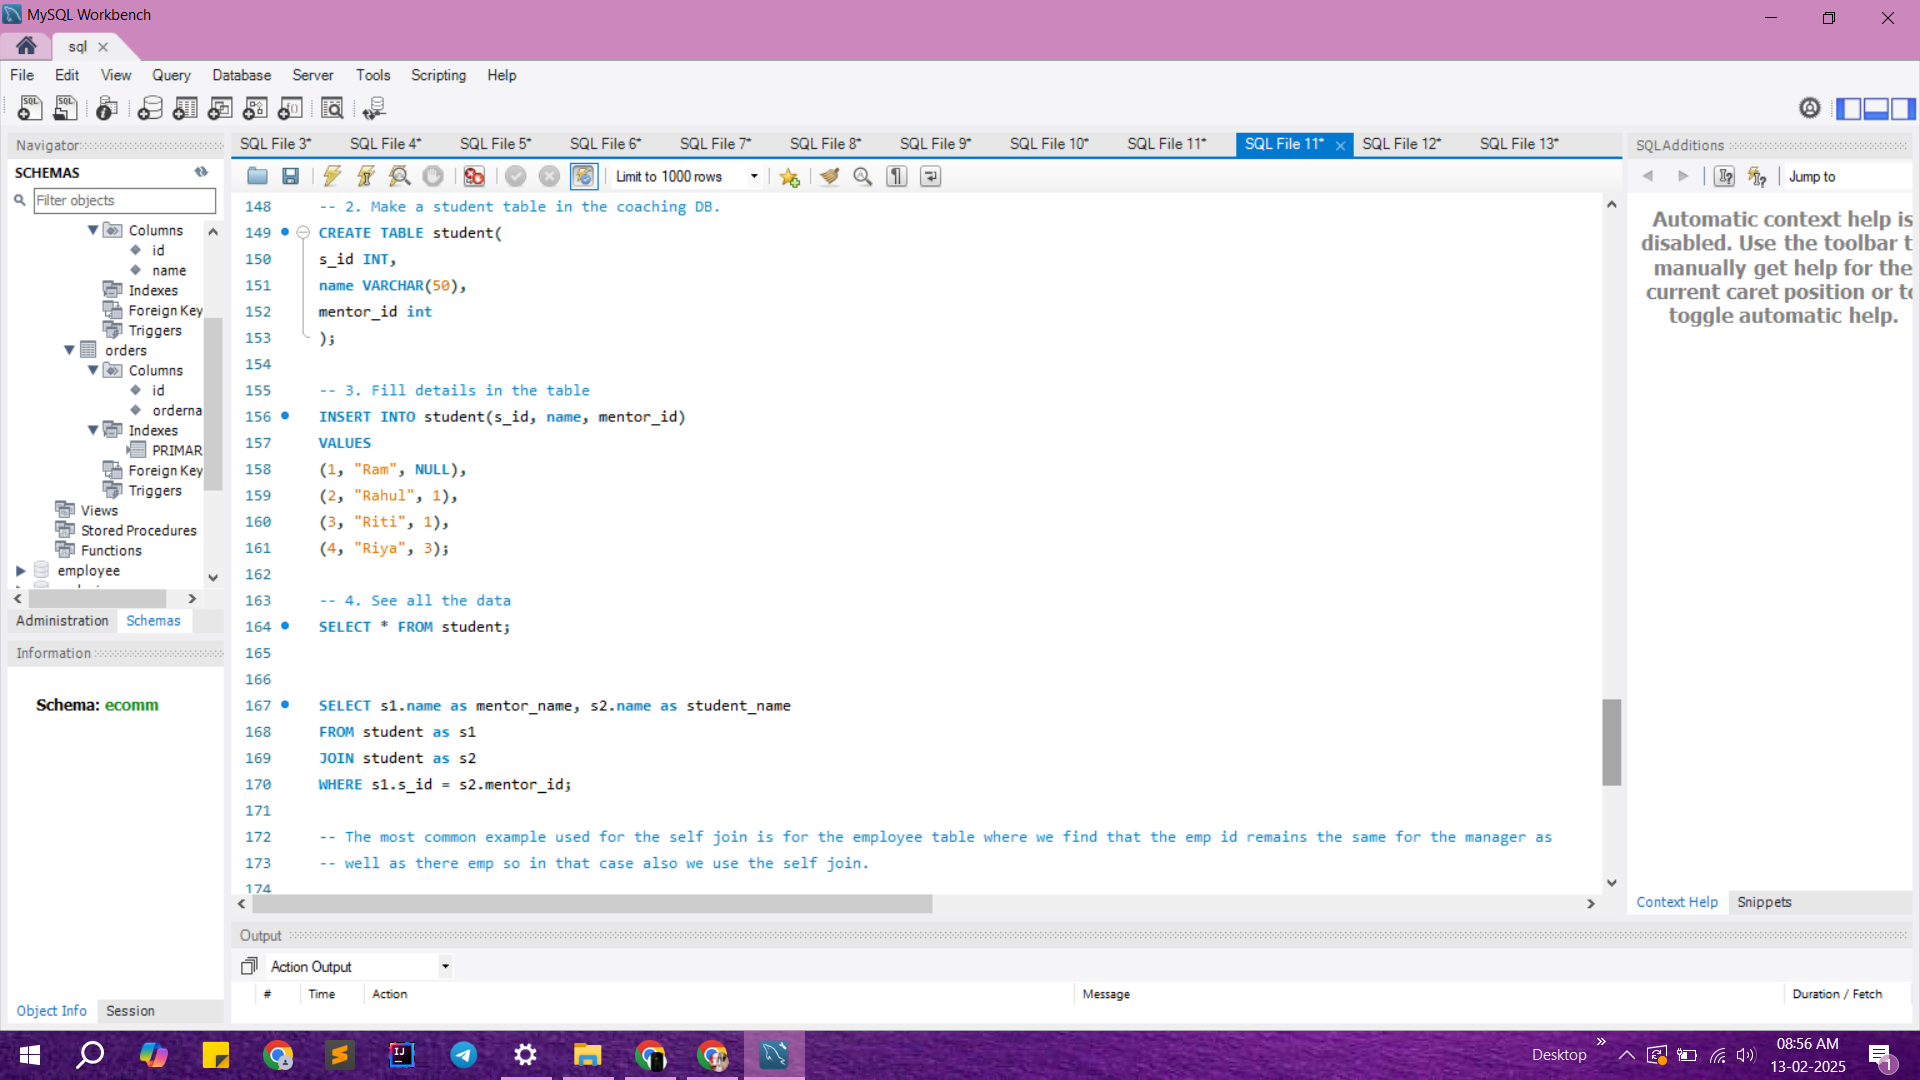 MySQL Workbench
sql
File Edit View Query Database Server Tools Scripting Help
Navigator
SCHEMAS
Filter objects
Columns
id
name
Indexes
Foreign Key
Triggers
orders
Columns
id
orderna
Indexes
PRIMAR
Foreign Key
Triggers
Views
Stored Procedures
Functions
employee
Administration Schemas
Information
Schema: ecomm
Object Info Session
SQL File 3* SQL File 4* SQL File 5* SQL File 6* SQL File 7* SQL File 8* SQL File 9* SQL File 10* SQL File 11* SQL File 11* SQL File 12* SQL File 13*
Limit to 1000 rows
148 -- 2. Make a student table in the coaching DB.
149 CREATE TABLE student(
150 s_id INT,
151 name VARCHAR(50),
152 mentor_id int
153 );
154
155 -- 3. Fill details in the table
156 INSERT INTO student(s_id, name, mentor_id)
157 VALUES
158 (1, "Ram", NULL),
159 (2, "Rahul", 1),
160 (3, "Riti", 1),
161 (4, "Riya", 3);
162
163 -- 4. See all the data
164 SELECT * FROM student;
165
166
167 SELECT s1.name as mentor_name, s2.name as student_name
168 FROM student as s1
169 JOIN student as s2
170 WHERE s1.s_id = s2.mentor_id;
171
172 -- The most common example used for the self join is for the employee table where we find that the emp id remains the same for the manager as
173 -- well as there emp so in that case also we use the self join.
174
SQLAdditions
Jump to
Automatic context help is
disabled. Use the toolbar t
manually get help for the
current caret position or to
toggle automatic help.
Context Help Snippets
Output
Action Output
# Time Action Message Duration / Fetch
Desktop
08:56 AM
13-02-2025
1